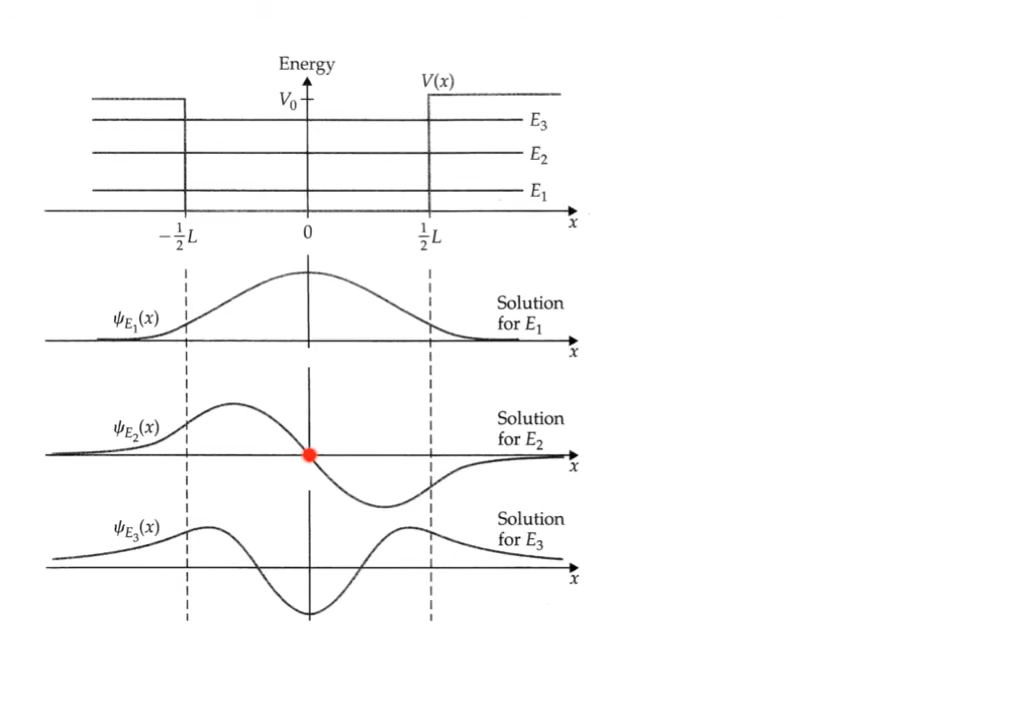 Energy
V(x)
V₀
E₃
E₂
E₁
x
−½L
0
½L
ψ_E₁(x)
Solution
for E₁
x
ψ_E₂(x)
Solution
for E₂
x
ψ_E₃(x)
Solution
for E₃
x